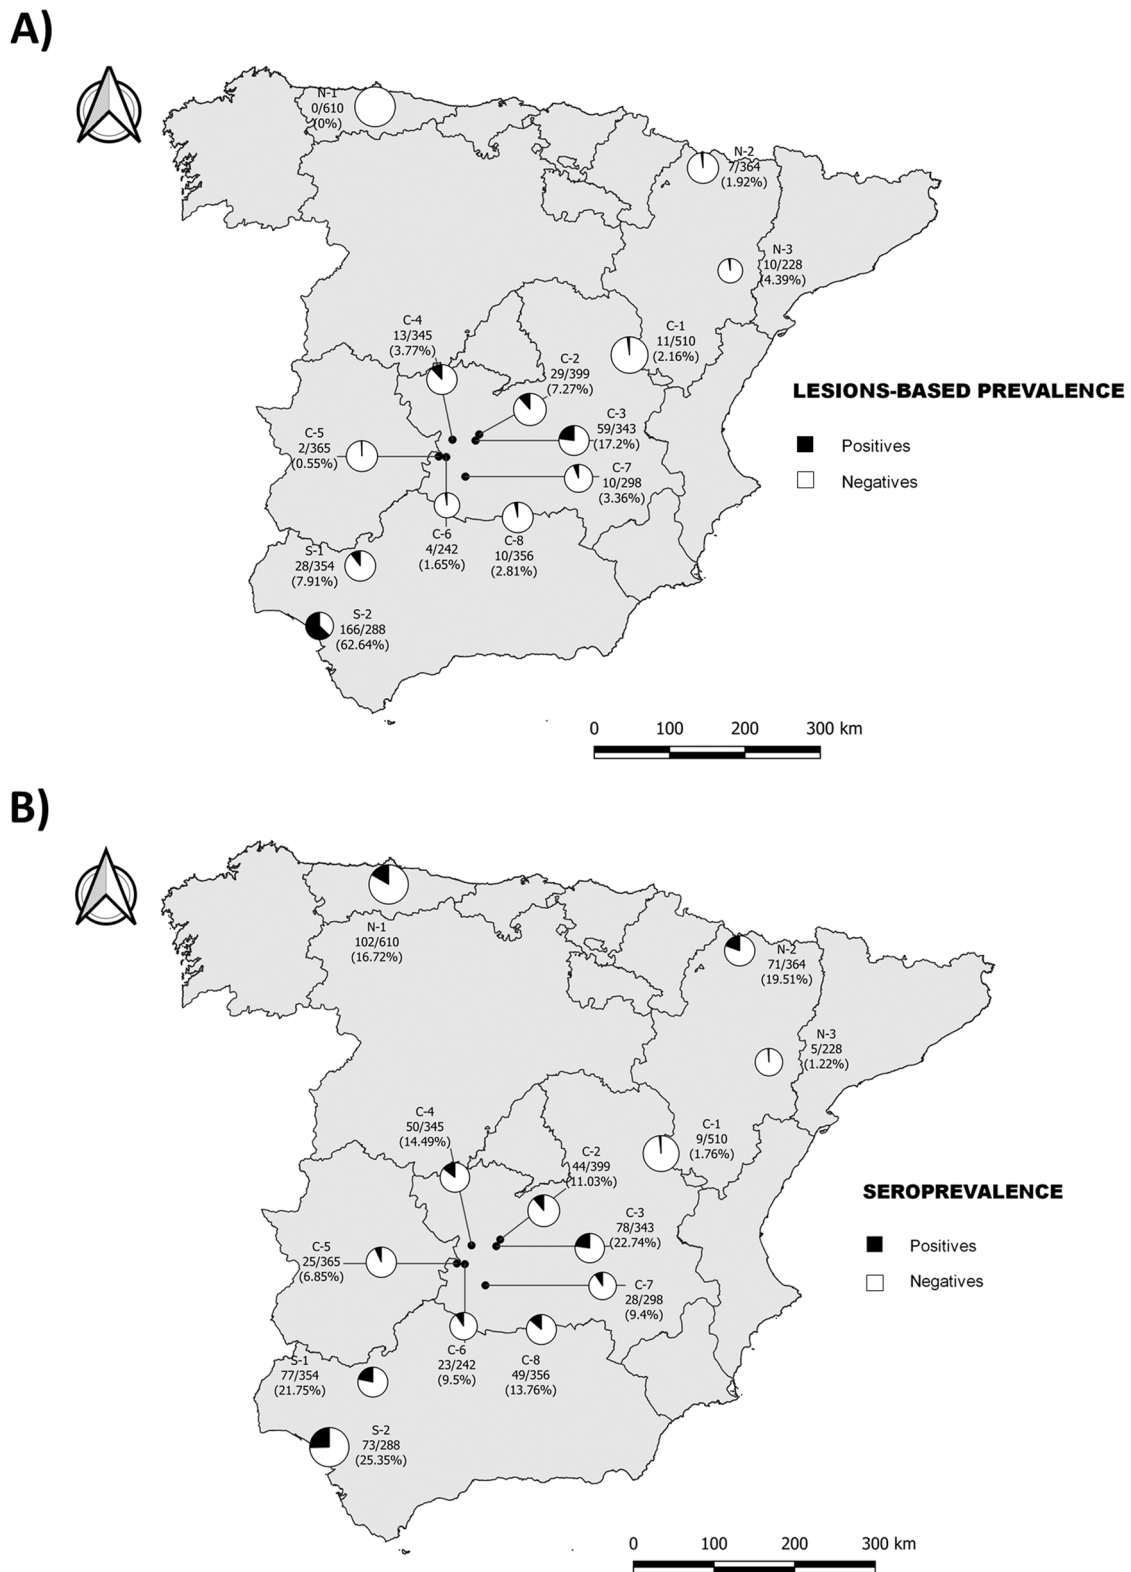 A)
N-1
0/610
(0%)
N-2
7/364
(1.92%)
N-3
10/228
(4.39%)
C-4
13/345
(3.77%)
C-1
11/510
(2.16%)
C-2
29/399
(7.27%)
LESIONS-BASED PREVALENCE
Positives
Negatives
C-3
59/343
(17.2%)
C-5
2/365
(0.55%)
C-7
10/298
(3.36%)
C-6
4/242
(1.65%)
C-8
10/356
(2.81%)
S-1
28/354
(7.91%)
S-2
166/288
(62.64%)
0 100 200 300 km
B)
N-1
102/610
(16.72%)
N-2
71/364
(19.51%)
N-3
5/228
(1.22%)
C-4
50/345
(14.49%)
C-1
9/510
(1.76%)
C-2
44/399
(11.03%)
SEROPREVALENCE
Positives
Negatives
C-3
78/343
(22.74%)
C-5
25/365
(6.85%)
C-7
28/298
(9.4%)
C-6
23/242
(9.5%)
C-8
49/356
(13.76%)
S-1
77/354
(21.75%)
S-2
73/288
(25.35%)
0 100 200 300 km